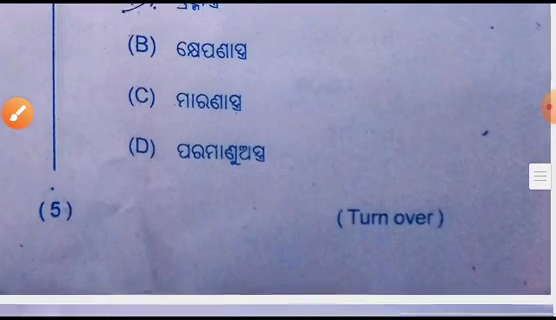 (B) କ୍ଷେପଣାସ୍ତ୍ର
(C) ମାରଣାସ୍ତ୍ର
(D) ପରମାଣୁଅସ୍ତ୍ର
(5)
(Turn over)